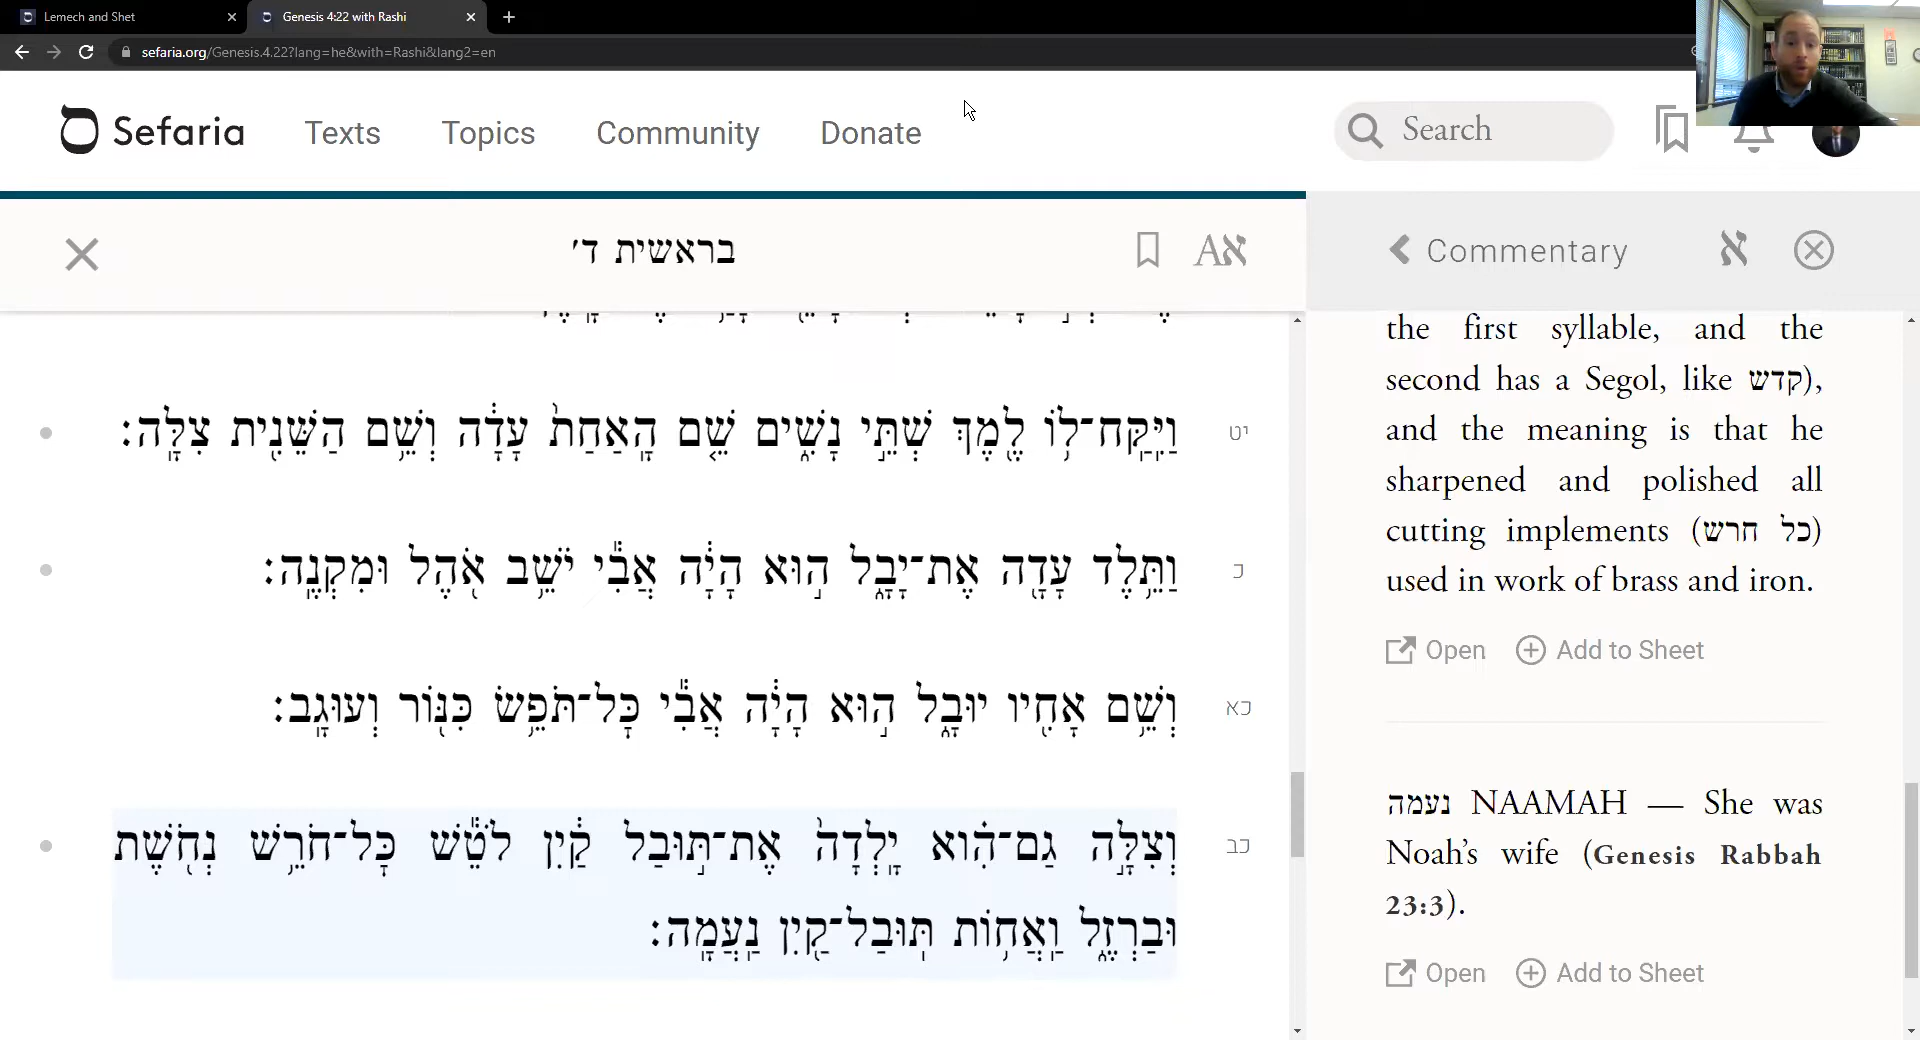 Lemech and Shet
Genesis 4:22 with Rashi
sefaria.org/Genesis.4.22?lang=he&with=Rashi&lang2=en
Sefaria
Texts
Topics
Community
Donate
Search
בראשית ד׳
Aא
Commentary
א
יט
וַיִּֽקַּֽח־ל֥וֹ לֶ֖מֶךְ שְׁתֵּ֣י נָשִׁ֑ים שֵׁ֤ם הָֽאַחַת֙ עָדָ֔ה וְשֵׁ֥ם הַשֵּׁנִ֖ית צִלָּֽה׃
כ
וַתֵּ֥לֶד עָדָ֖ה אֶת־יָבָ֑ל ה֣וּא הָיָ֔ה אֲבִ֕י יֹשֵׁ֥ב אֹ֖הֶל וּמִקְנֶֽה׃
כא
וְשֵׁ֥ם אָחִ֖יו יוּבָ֑ל ה֣וּא הָיָ֔ה אֲבִ֕י כׇּל־תֹּפֵ֥שׂ כִּנּ֖וֹר וְעוּגָֽב׃
כב
וְצִלָּ֣ה גַם־הִ֗וא יָֽלְדָה֙ אֶת־תּ֣וּבַל קַ֔יִן לֹטֵ֕שׁ כׇּל־חֹרֵ֥שׁ נְחֹ֖שֶׁת
וּבַרְזֶ֑ל וַֽאֲח֥וֹת תּֽוּבַל־קַ֖יִן נַֽעֲמָֽה׃
the first syllable, and the
second has a Segol, like קדש),
and the meaning is that he
sharpened and polished all
cutting implements (כל חרש)
used in work of brass and iron.
Open
Add to Sheet
נעמה NAAMAH — She was
Noah’s wife (Genesis Rabbah
23:3).
Open
Add to Sheet